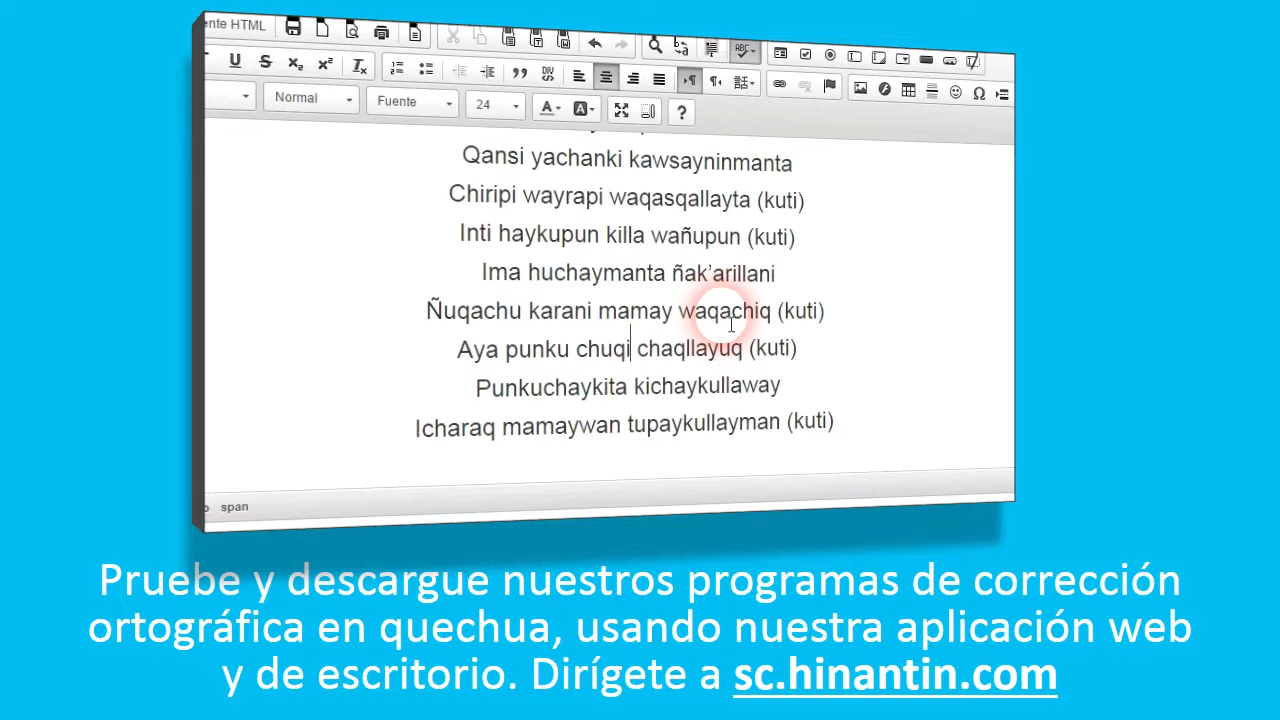 ente HTML
Normal Fuente 24
Qansi yachanki kawsayninmanta
Chiripi wayrapi waqasqallayta (kuti)
Inti haykupun killa wañupun (kuti)
Ima huchaymanta ñak'arillani
Ñuqachu karani mamay waqachiq (kuti)
Aya punku chuqi chaqllayuq (kuti)
Punkuchaykita kichaykullaway
Icharaq mamaywan tupaykullayman (kuti)
span
Pruebe y descargue nuestros programas de corrección
ortográfica en quechua, usando nuestra aplicación web
y de escritorio. Dirígete a sc.hinantin.com